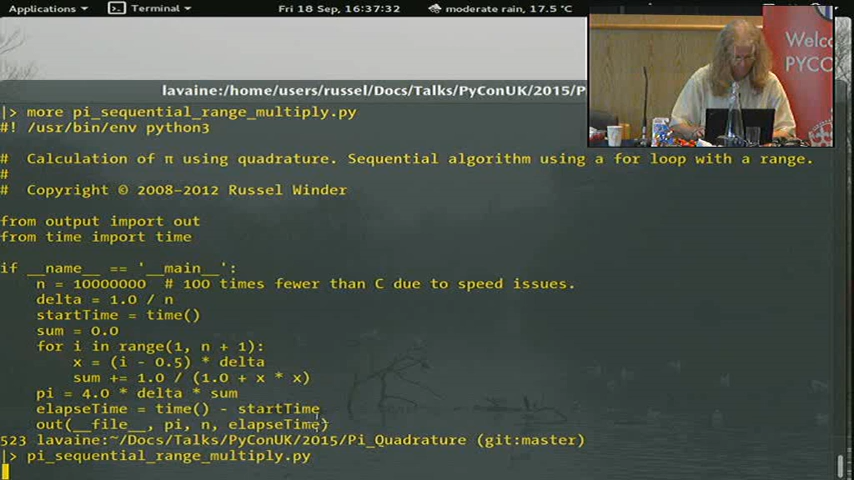 Applications Terminal Fri 18 Sep, 16:37:32 moderate rain, 17.5 °C
Welco
PYCO
lavaine:/home/users/russel/Docs/Talks/PyConUK/2015/P
|> more pi_sequential_range_multiply.py
#! /usr/bin/env python3
#  Calculation of π using quadrature. Sequential algorithm using a for loop with a range.
#
#  Copyright © 2008–2012 Russel Winder
from output import out
from time import time
if __name__ == '__main__':
    n = 10000000  # 100 times fewer than C due to speed issues.
    delta = 1.0 / n
    startTime = time()
    sum = 0.0
    for i in range(1, n + 1):
        x = (i - 0.5) * delta
        sum += 1.0 / (1.0 + x * x)
    pi = 4.0 * delta * sum
    elapseTime = time() - startTime
    out(__file__, pi, n, elapseTime)
523 lavaine:~/Docs/Talks/PyConUK/2015/Pi_Quadrature (git:master)
|> pi_sequential_range_multiply.py